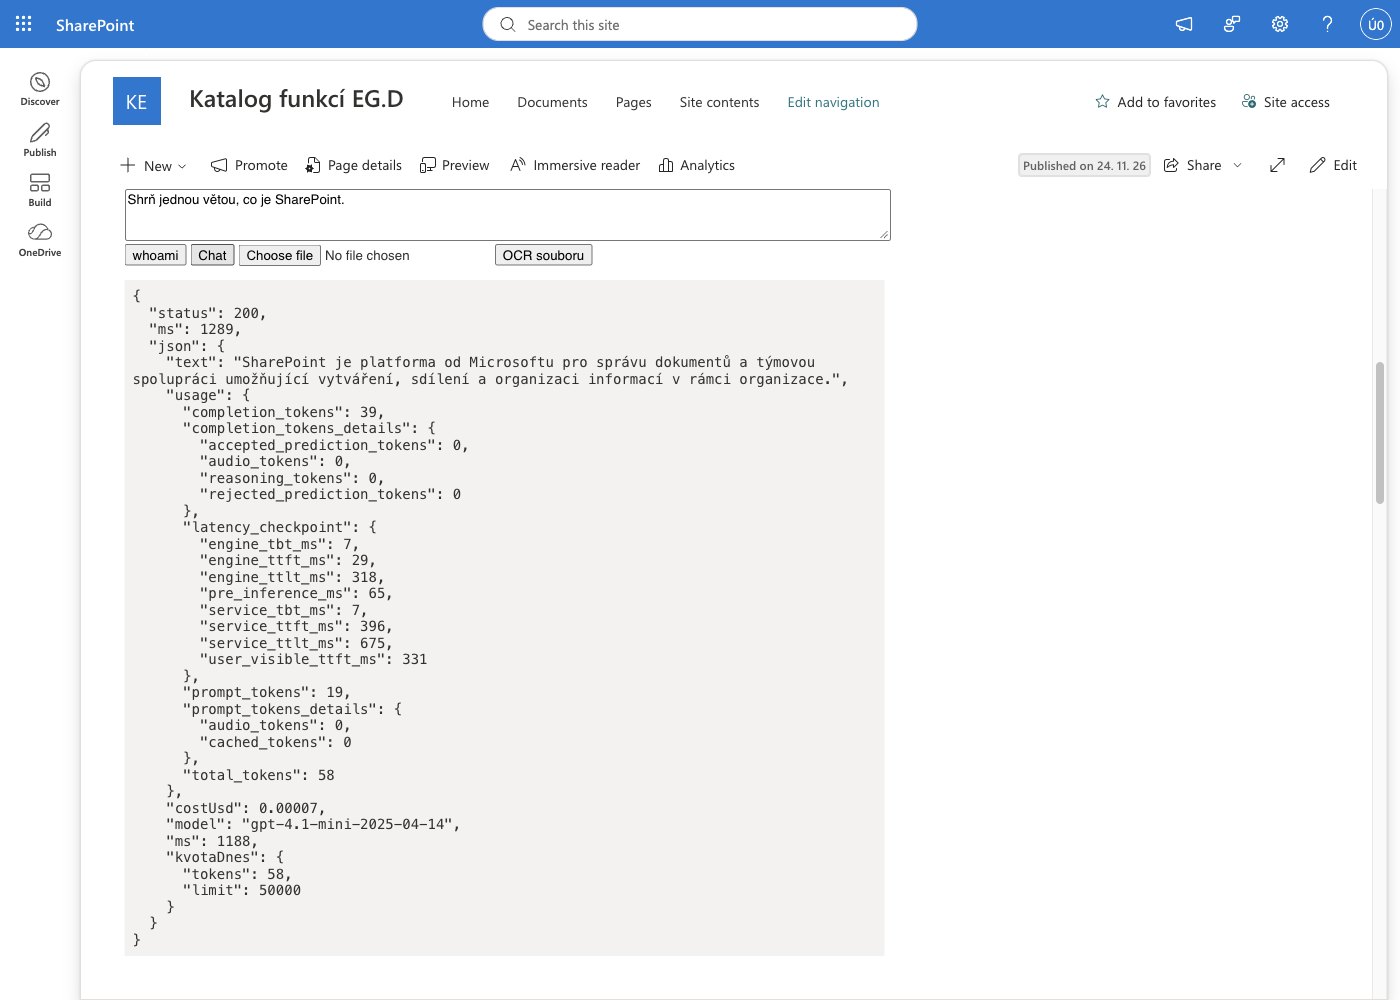 SharePoint
Search this site
Ú0
Discover
Publish
Build
OneDrive
KE
Katalog funkcí EG.D
Home Documents Pages Site contents Edit navigation
Add to favorites Site access
New Promote Page details Preview Immersive reader Analytics
Published on 24. 11. 26 Share Edit
Shrň jednou větou, co je SharePoint.
whoami Chat Choose file No file chosen OCR souboru
{
"status": 200,
"ms": 1289,
"json": {
"text": "SharePoint je platforma od Microsoftu pro správu dokumentů a týmovou
spolupráci umožňující vytváření, sdílení a organizaci informací v rámci organizace.",
"usage": {
"completion_tokens": 39,
"completion_tokens_details": {
"accepted_prediction_tokens": 0,
"audio_tokens": 0,
"reasoning_tokens": 0,
"rejected_prediction_tokens": 0
},
"latency_checkpoint": {
"engine_tbt_ms": 7,
"engine_ttft_ms": 29,
"engine_ttlt_ms": 318,
"pre_inference_ms": 65,
"service_tbt_ms": 7,
"service_ttft_ms": 396,
"service_ttlt_ms": 675,
"user_visible_ttft_ms": 331
},
"prompt_tokens": 19,
"prompt_tokens_details": {
"audio_tokens": 0,
"cached_tokens": 0
},
"total_tokens": 58
},
"costUsd": 0.00007,
"model": "gpt-4.1-mini-2025-04-14",
"ms": 1188,
"kvotaDnes": {
"tokens": 58,
"limit": 50000
}
}
}